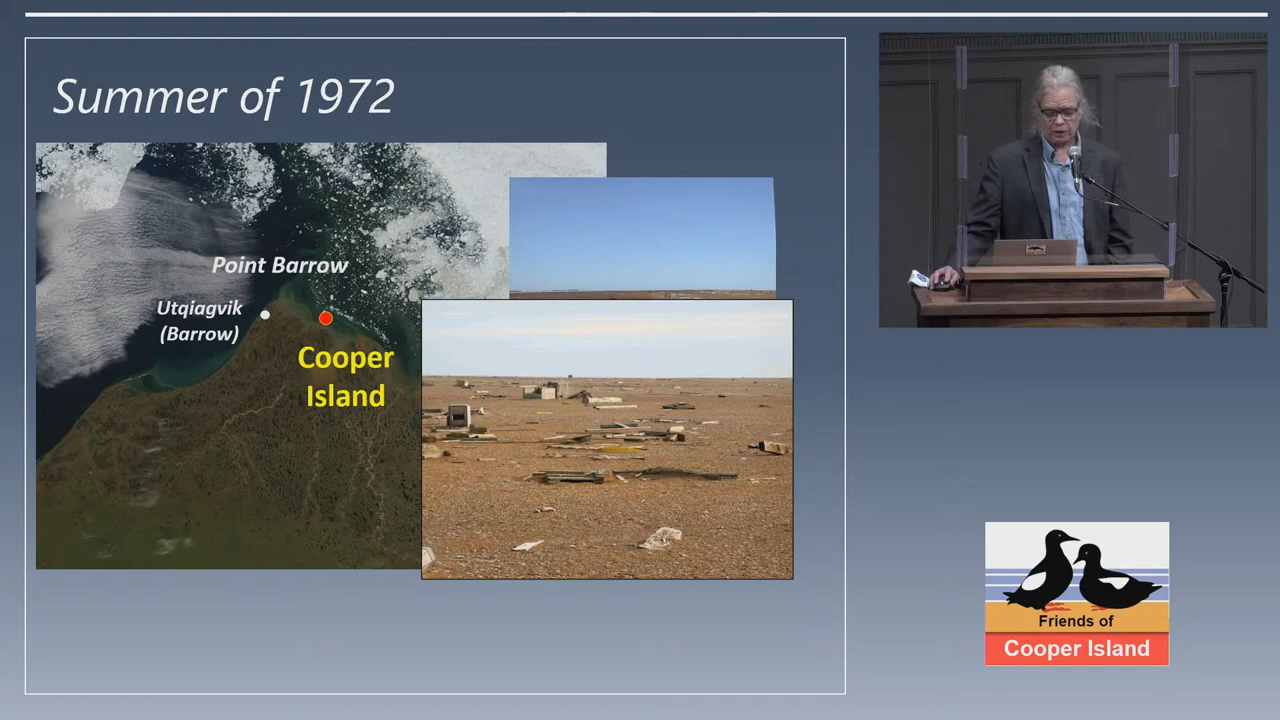 Summer of 1972
Point Barrow
Utqiagvik
(Barrow)
Cooper
Island
Friends of
Cooper Island